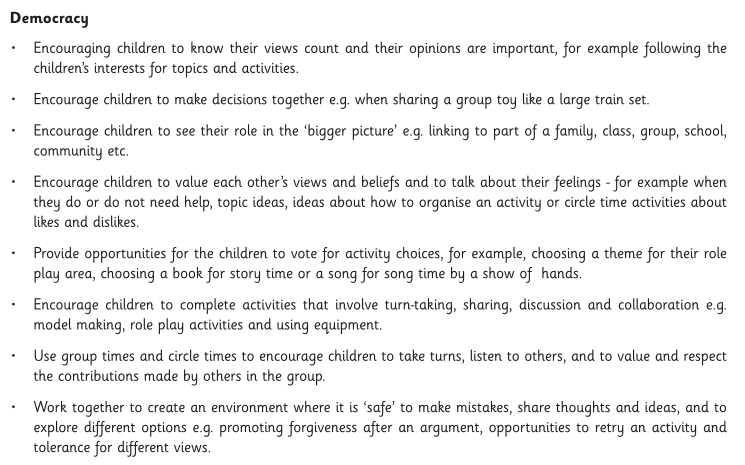 Democracy
• Encouraging children to know their views count and their opinions are important, for example following the
children's interests for topics and activities.
• Encourage children to make decisions together e.g. when sharing a group toy like a large train set.
• Encourage children to see their role in the ‘bigger picture’ e.g. linking to part of a family, class, group, school,
community etc.
• Encourage children to value each other's views and beliefs and to talk about their feelings - for example when
they do or do not need help, topic ideas, ideas about how to organise an activity or circle time activities about
likes and dislikes.
• Provide opportunities for the children to vote for activity choices, for example, choosing a theme for their role
play area, choosing a book for story time or a song for song time by a show of hands.
• Encourage children to complete activities that involve turn-taking, sharing, discussion and collaboration e.g.
model making, role play activities and using equipment.
• Use group times and circle times to encourage children to take turns, listen to others, and to value and respect
the contributions made by others in the group.
• Work together to create an environment where it is ‘safe’ to make mistakes, share thoughts and ideas, and to
explore different options e.g. promoting forgiveness after an argument, opportunities to retry an activity and
tolerance for different views.